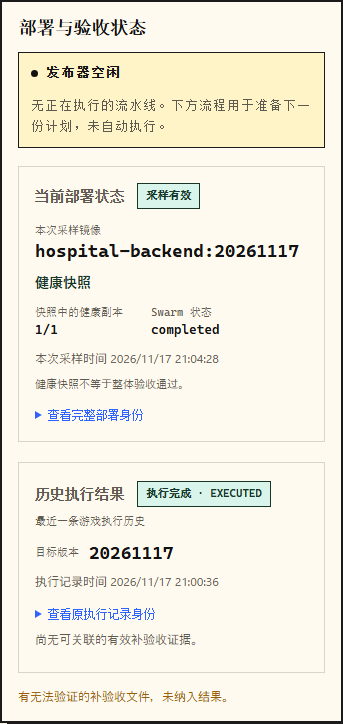 部署与验收状态
● 发布器空闲
无正在执行的流水线。下方流程用于准备下一
份计划，未自动执行。
当前部署状态 采样有效
本次采样镜像
hospital-backend:20261117
健康快照
快照中的健康副本 Swarm 状态
1/1 completed
本次采样时间 2026/11/17 21:04:28
健康快照不等于整体验收通过。
▶ 查看完整部署身份
历史执行结果 执行完成 · EXECUTED
最近一条游戏执行历史
目标版本 20261117
执行记录时间 2026/11/17 21:00:36
▶ 查看原执行记录身份
尚无可关联的有效补验收证据。
有无法验证的补验收文件，未纳入结果。